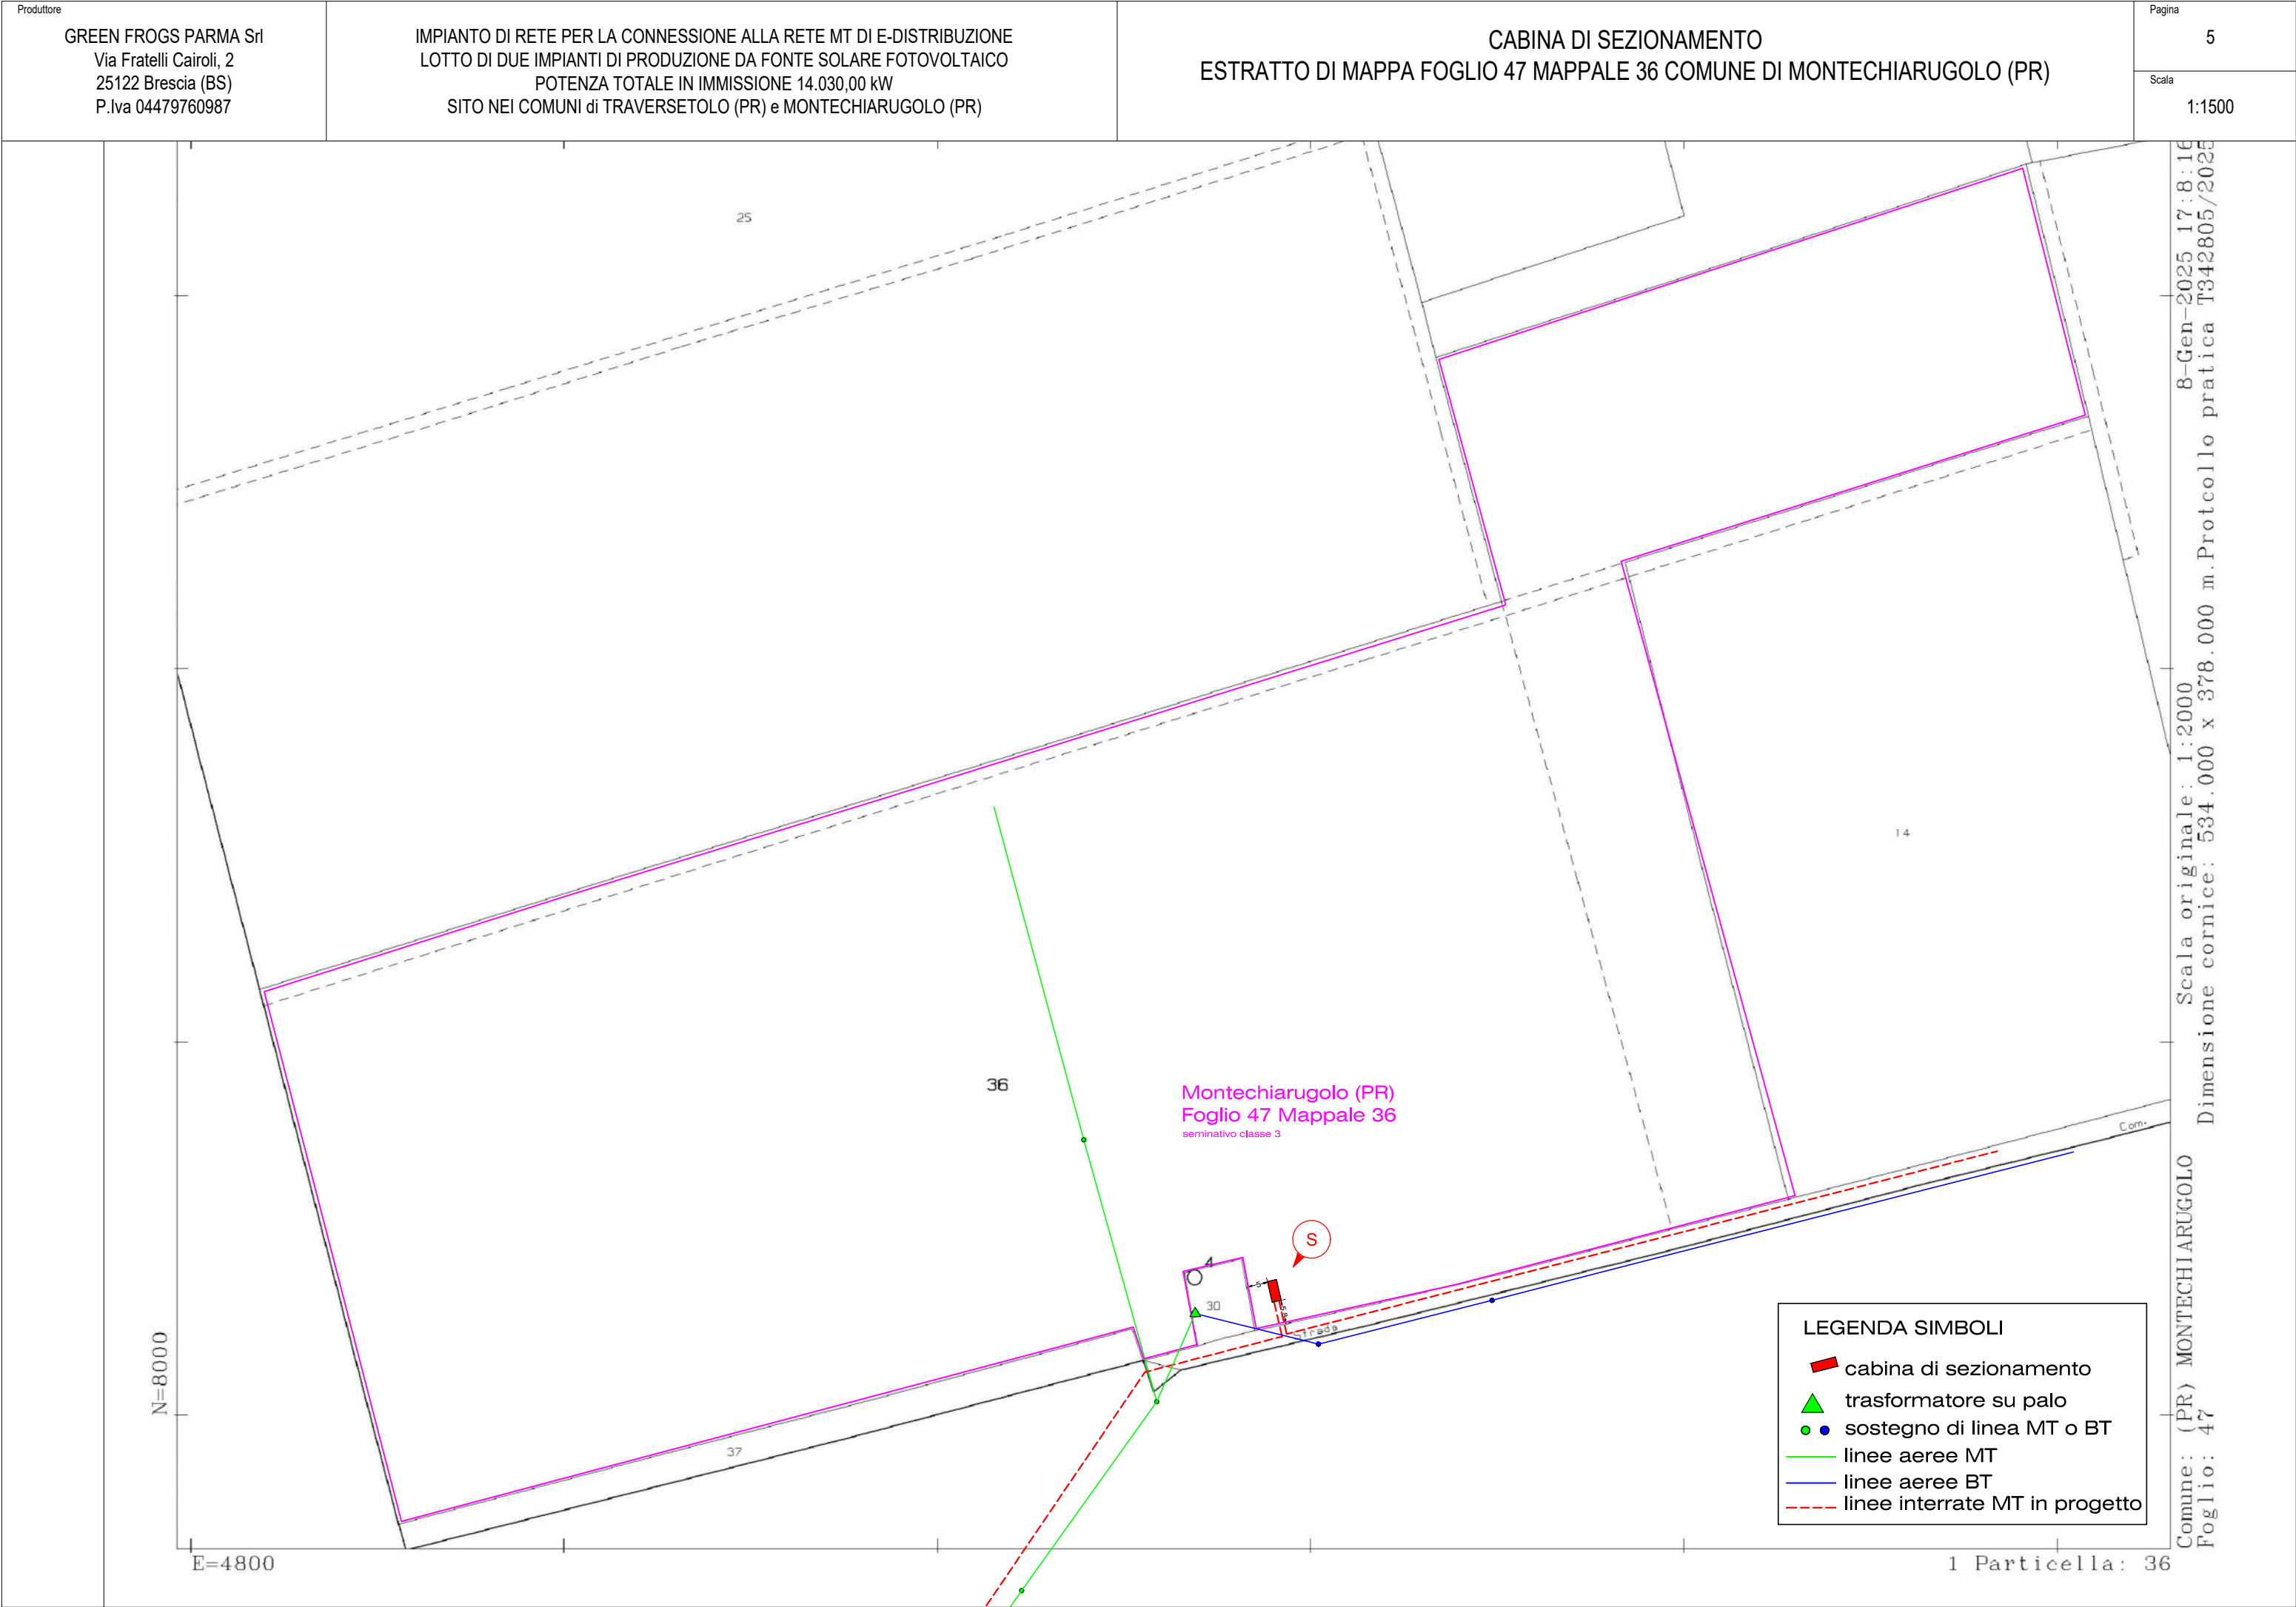 Produttore
GREEN FROGS PARMA Srl
Via Fratelli Cairoli, 2
25122 Brescia (BS)
P.Iva 04479760987
IMPIANTO DI RETE PER LA CONNESSIONE ALLA RETE MT DI E-DISTRIBUZIONE
LOTTO DI DUE IMPIANTI DI PRODUZIONE DA FONTE SOLARE FOTOVOLTAICO
POTENZA TOTALE IN IMMISSIONE 14.030,00 kW
SITO NEI COMUNI di TRAVERSETOLO (PR) e MONTECHIARUGOLO (PR)
CABINA DI SEZIONAMENTO
ESTRATTO DI MAPPA FOGLIO 47 MAPPALE 36 COMUNE DI MONTECHIARUGOLO (PR)
Pagina
5
Scala
1:1500
25
14
36
Montechiarugolo (PR)
Foglio 47 Mappale 36
seminativo classe 3
Com.
S
4
5
30
Strada
37
N=8000
E=4800
1 Particella: 36
LEGENDA SIMBOLI
cabina di sezionamento
trasformatore su palo
sostegno di linea MT o BT
linee aeree MT
linee aeree BT
linee interrate MT in progetto
8-Gen-2025 17:8:16
m.Protocollo pratica T342805/2025
Scala originale: 1:2000
Dimensione cornice: 534.000 x 378.000
Comune: (PR) MONTECHIARUGOLO
Foglio: 47